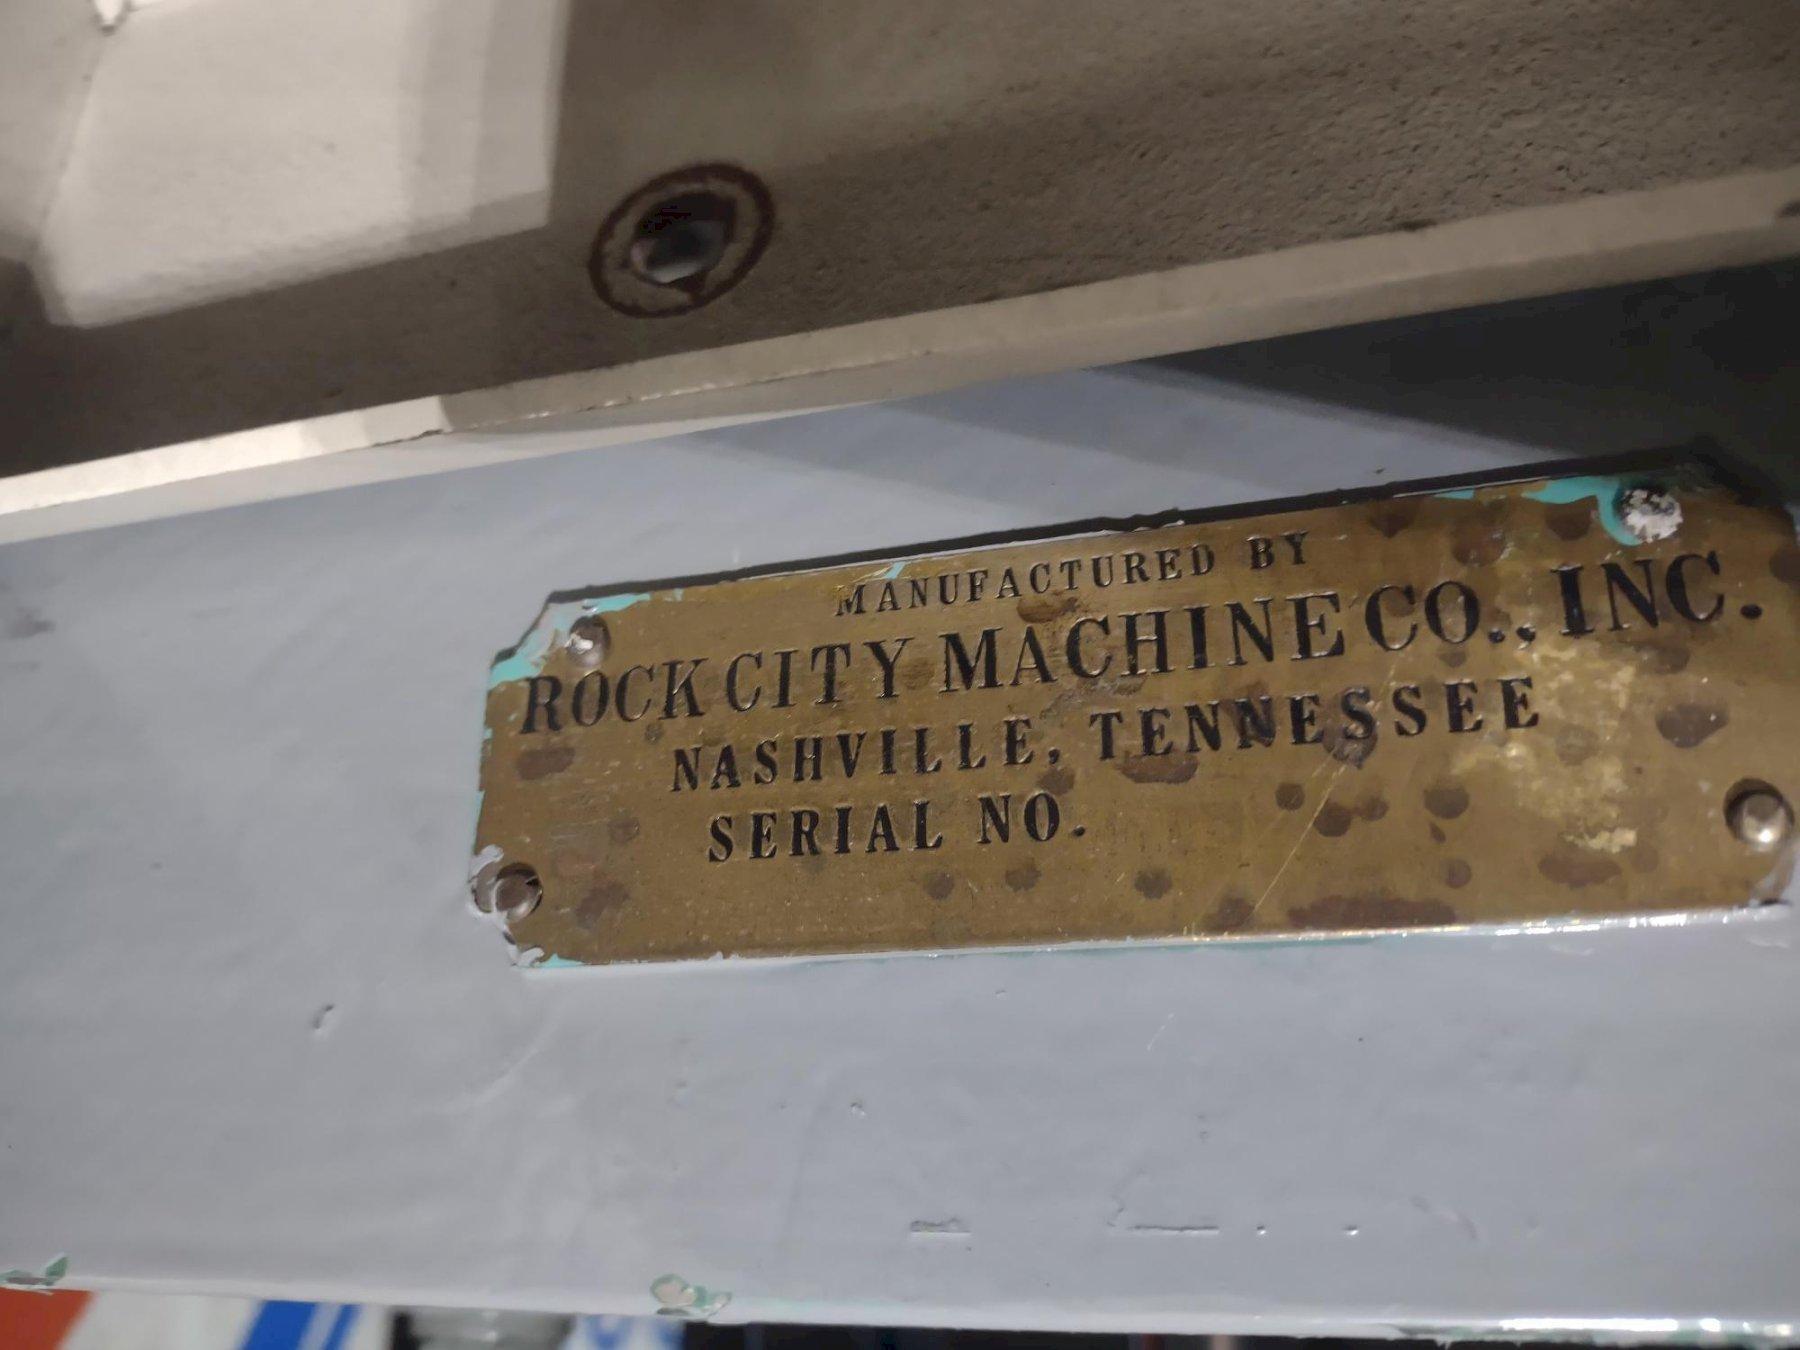 MANUFACTURED BY
ROCK CITY MACHINE CO., INC.
NASHVILLE, TENNESSEE
SERIAL NO.